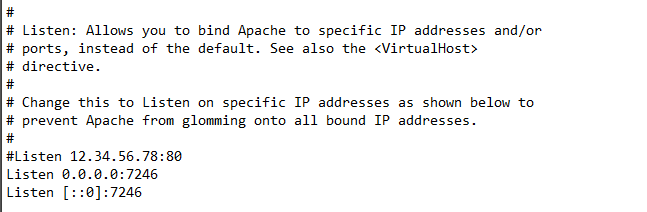 #
# Listen: Allows you to bind Apache to specific IP addresses and/or
# ports, instead of the default. See also the <VirtualHost>
# directive.
#
# Change this to Listen on specific IP addresses as shown below to
# prevent Apache from glomming onto all bound IP addresses.
#
#Listen 12.34.56.78:80
Listen 0.0.0.0:7246
Listen [::0]:7246